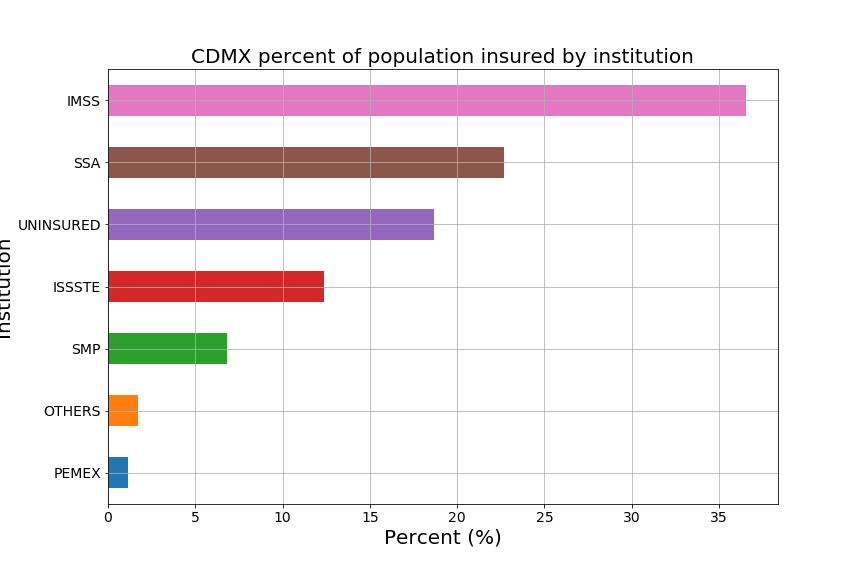 CDMX percent of population insured by institution
IMSS
SSA
UNINSURED
ISSSTE
SMP
OTHERS
PEMEX
Institution
0 5 10 15 20 25 30 35
Percent (%)